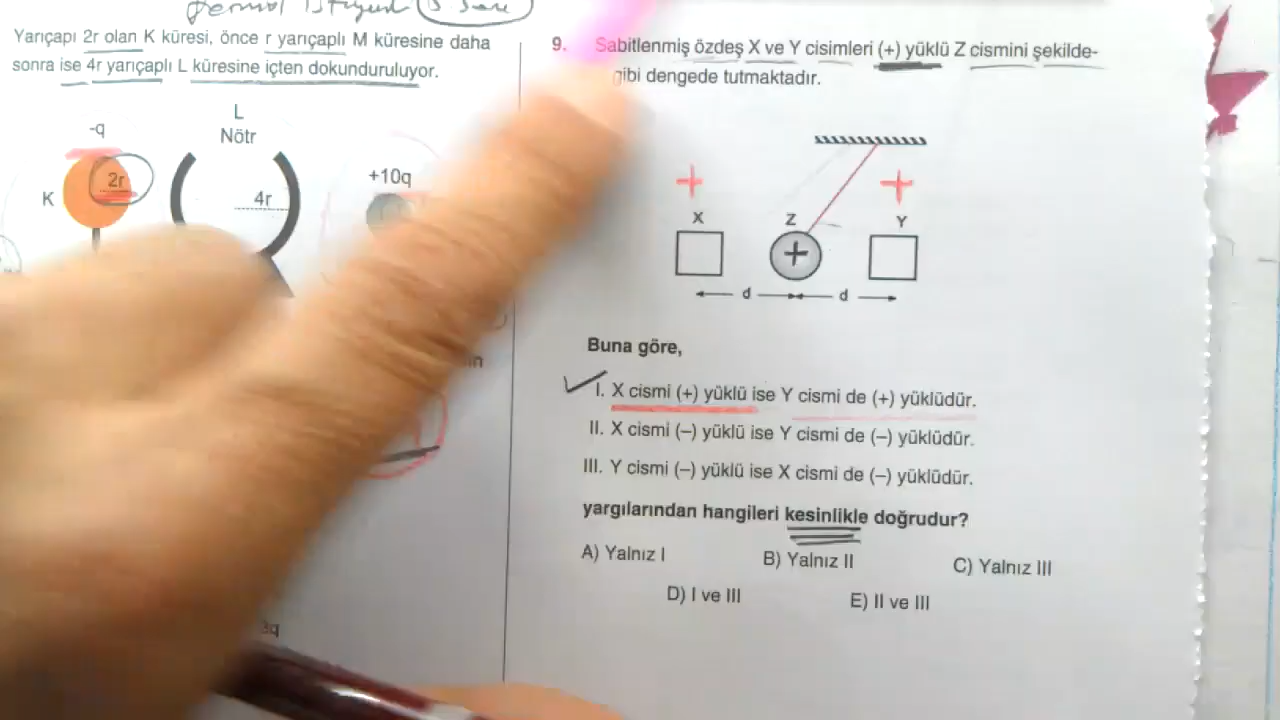 Yarıçapı 2r olan K küresi, önce r yarıçaplı M küresine daha
sonra ise 4r yarıçaplı L küresine içten dokunduruluyor.
-q
L
Nötr
+10q
K
2r
4r
9. Sabitlenmiş özdeş X ve Y cisimleri (+) yüklü Z cismini şekilde-
gibi dengede tutmaktadır.
+
+
X
Z
Y
+
d
d
Buna göre,
I. X cismi (+) yüklü ise Y cismi de (+) yüklüdür.
II. X cismi (–) yüklü ise Y cismi de (–) yüklüdür.
III. Y cismi (–) yüklü ise X cismi de (–) yüklüdür.
yargılarından hangileri kesinlikle doğrudur?
A) Yalnız I
B) Yalnız II
C) Yalnız III
D) I ve III
E) II ve III